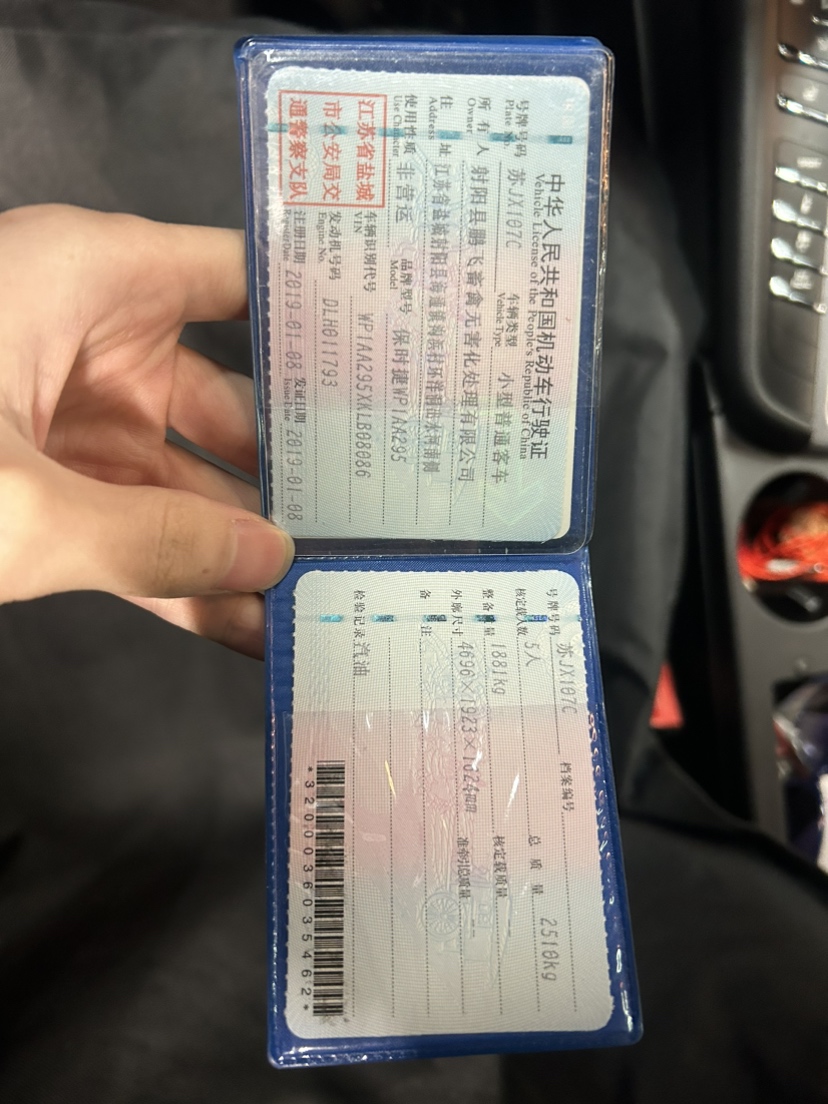 中华人民共和国机动车行驶证
Vehicle License of the People's Republic of China
号牌号码 苏JX107C 车辆类型 小型普通客车
Plate No. Vehicle Type
所有人 射阳县鹏飞畜禽无害化处理有限公司
Owner
住址 江苏省盐城射阳县海通镇
Address
使用性质 非营运 品牌型号 保时捷WP1AA295
Use Character Model
江苏省盐城
市公安局交
通警察支队
车辆识别代号 WP1AA295XKLB08086
VIN
发动机号码 DLH011793
Engine No.
注册日期 2019-01-08 发证日期 2019-01-08
Register Date Issue Date
号牌号码 苏JX107C 档案编号
核定载人数 5人 总质量 2510kg
整备质量 1881kg 核定载质量 --
外廓尺寸 4696×1923×1624mm 准牵引总质量 --
备注
检验记录 汽油
*3200036035462*